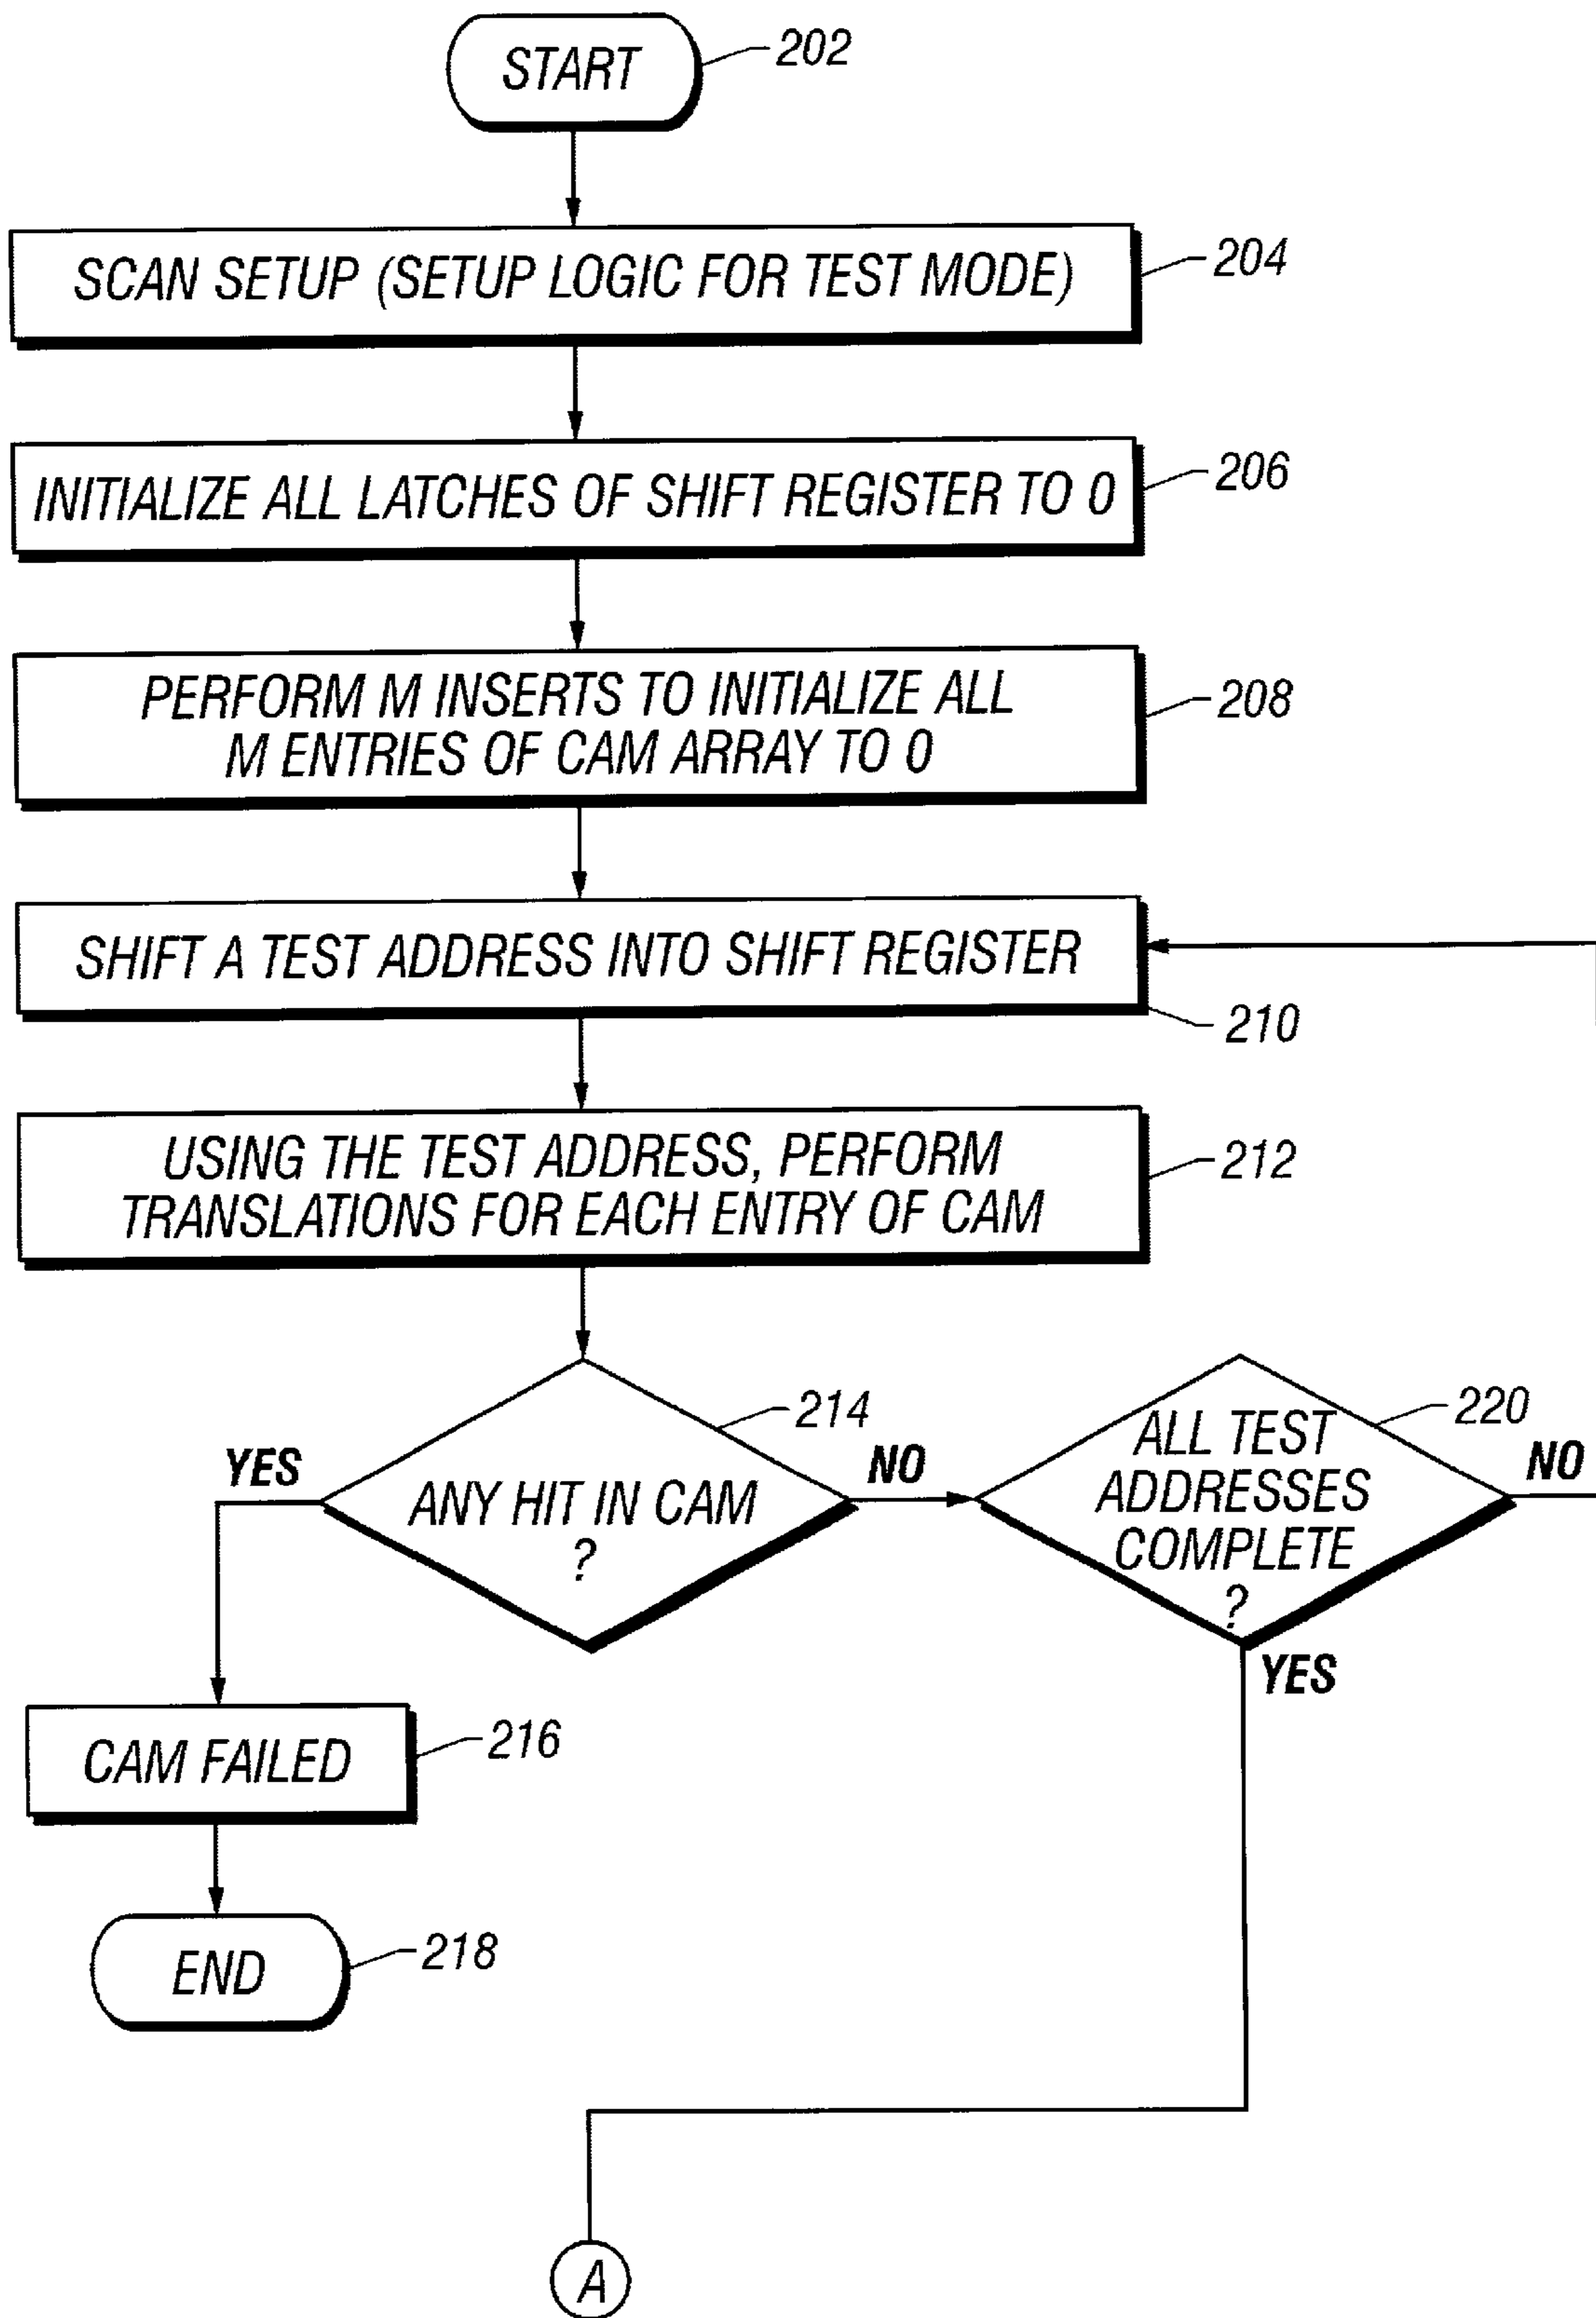 START
202
SCAN SETUP (SETUP LOGIC FOR TEST MODE)
204
INITIALIZE ALL LATCHES OF SHIFT REGISTER TO 0
206
PERFORM M INSERTS TO INITIALIZE ALL
M ENTRIES OF CAM ARRAY TO 0
208
SHIFT A TEST ADDRESS INTO SHIFT REGISTER
210
USING THE TEST ADDRESS, PERFORM
TRANSLATIONS FOR EACH ENTRY OF CAM
212
YES
ANY HIT IN CAM
?
214
NO
ALL TEST
ADDRESSES
COMPLETE
?
220
NO
YES
CAM FAILED
216
END
218
A